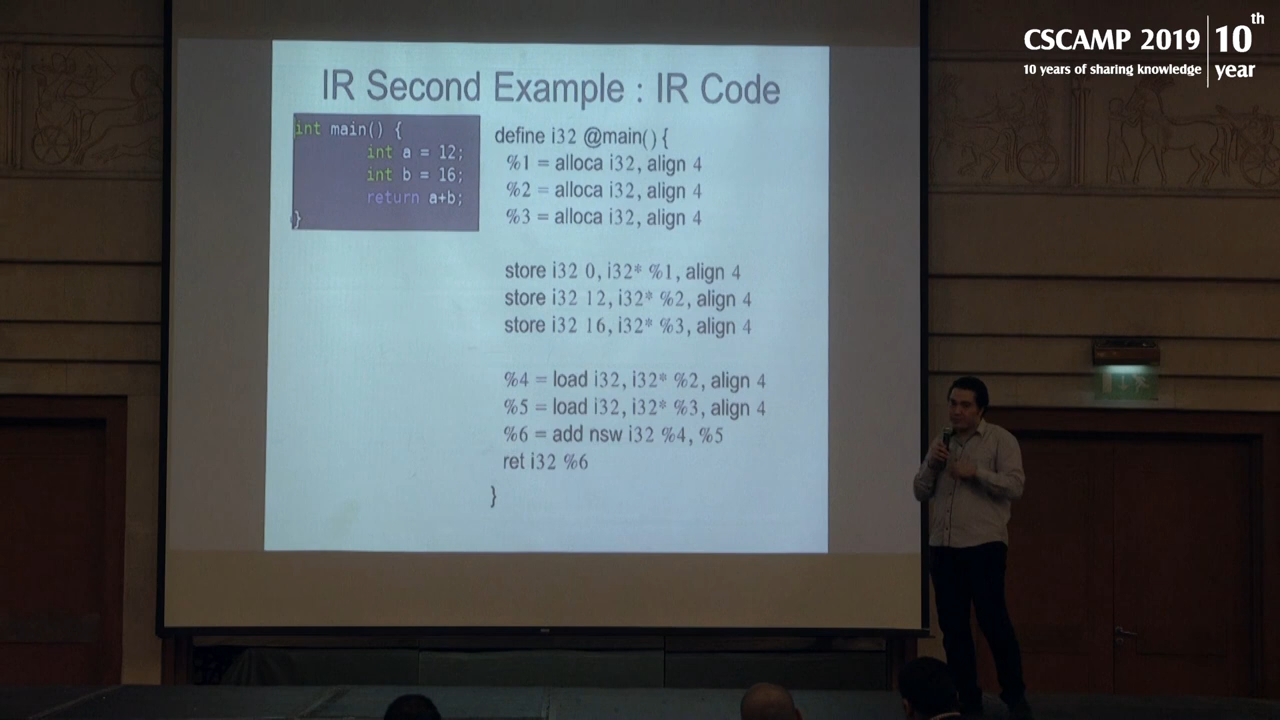 CSCAMP 2019 10th year
10 years of sharing knowledge
IR Second Example : IR Code
int main() {
int a = 12;
int b = 16;
return a+b;
}
define i32 @main() {
%1 = alloca i32, align 4
%2 = alloca i32, align 4
%3 = alloca i32, align 4
store i32 0, i32* %1, align 4
store i32 12, i32* %2, align 4
store i32 16, i32* %3, align 4
%4 = load i32, i32* %2, align 4
%5 = load i32, i32* %3, align 4
%6 = add nsw i32 %4, %5
ret i32 %6
}